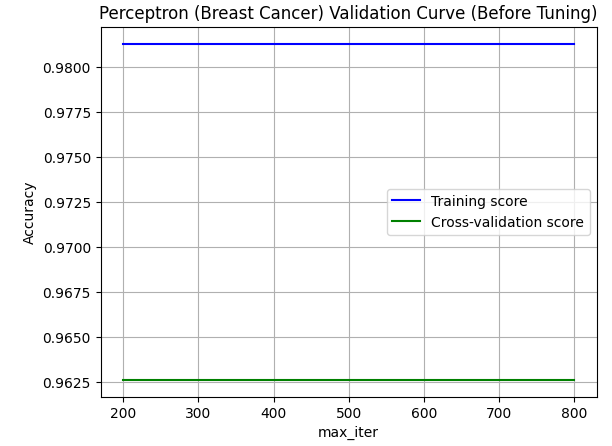 Perceptron (Breast Cancer) Validation Curve (Before Tuning)
0.9800
0.9775
0.9750
0.9725
0.9700
0.9675
0.9650
0.9625
Accuracy
Training score
Cross-validation score
200 300 400 500 600 700 800
max_iter